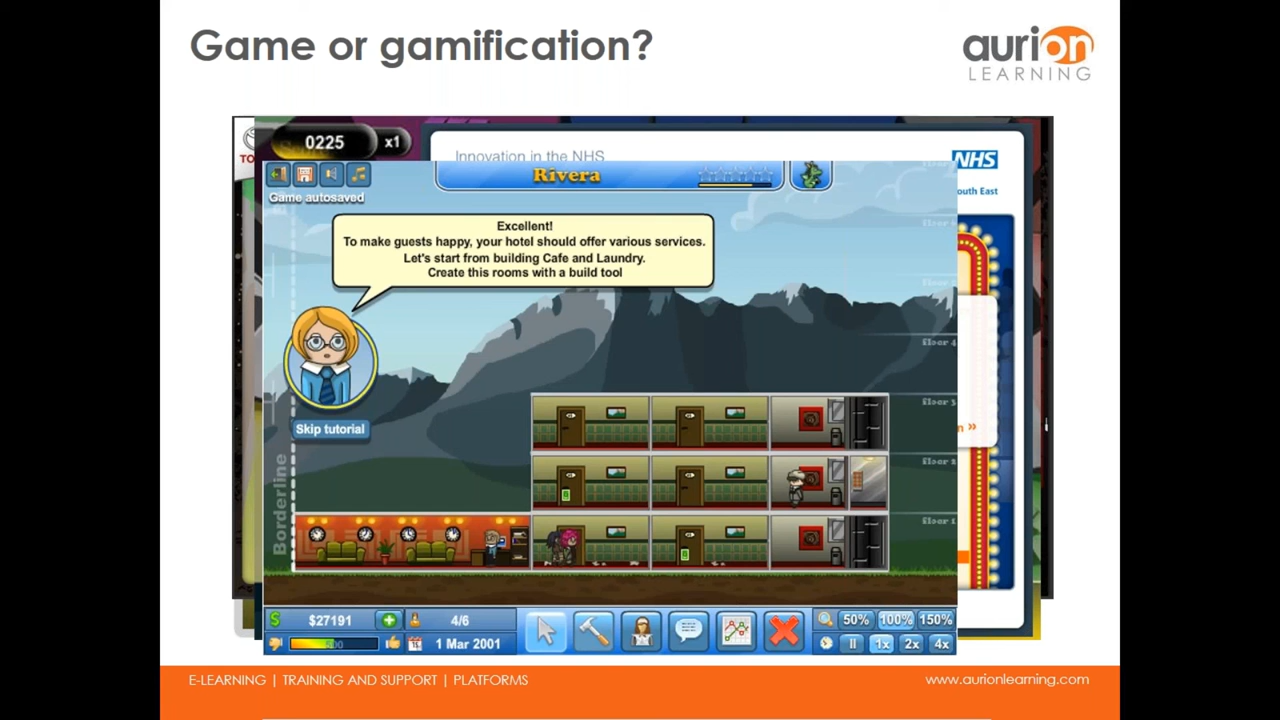 Game or gamification?
aurion
LEARNING
0225
x1
TO
Innovation in the NHS
NHS
outh East
Rivera
Game autosaved
Excellent!
To make guests happy, your hotel should offer various services.
Let's start from building Cafe and Laundry.
Create this rooms with a build tool
Skip tutorial
Borderline
floor 4
floor 3
floor 2
floor 1
n »
$ $27191
4/6
50%
100%
150%
500
1 Mar 2001
1x
2x
4x
E-LEARNING | TRAINING AND SUPPORT | PLATFORMS
www.aurionlearning.com